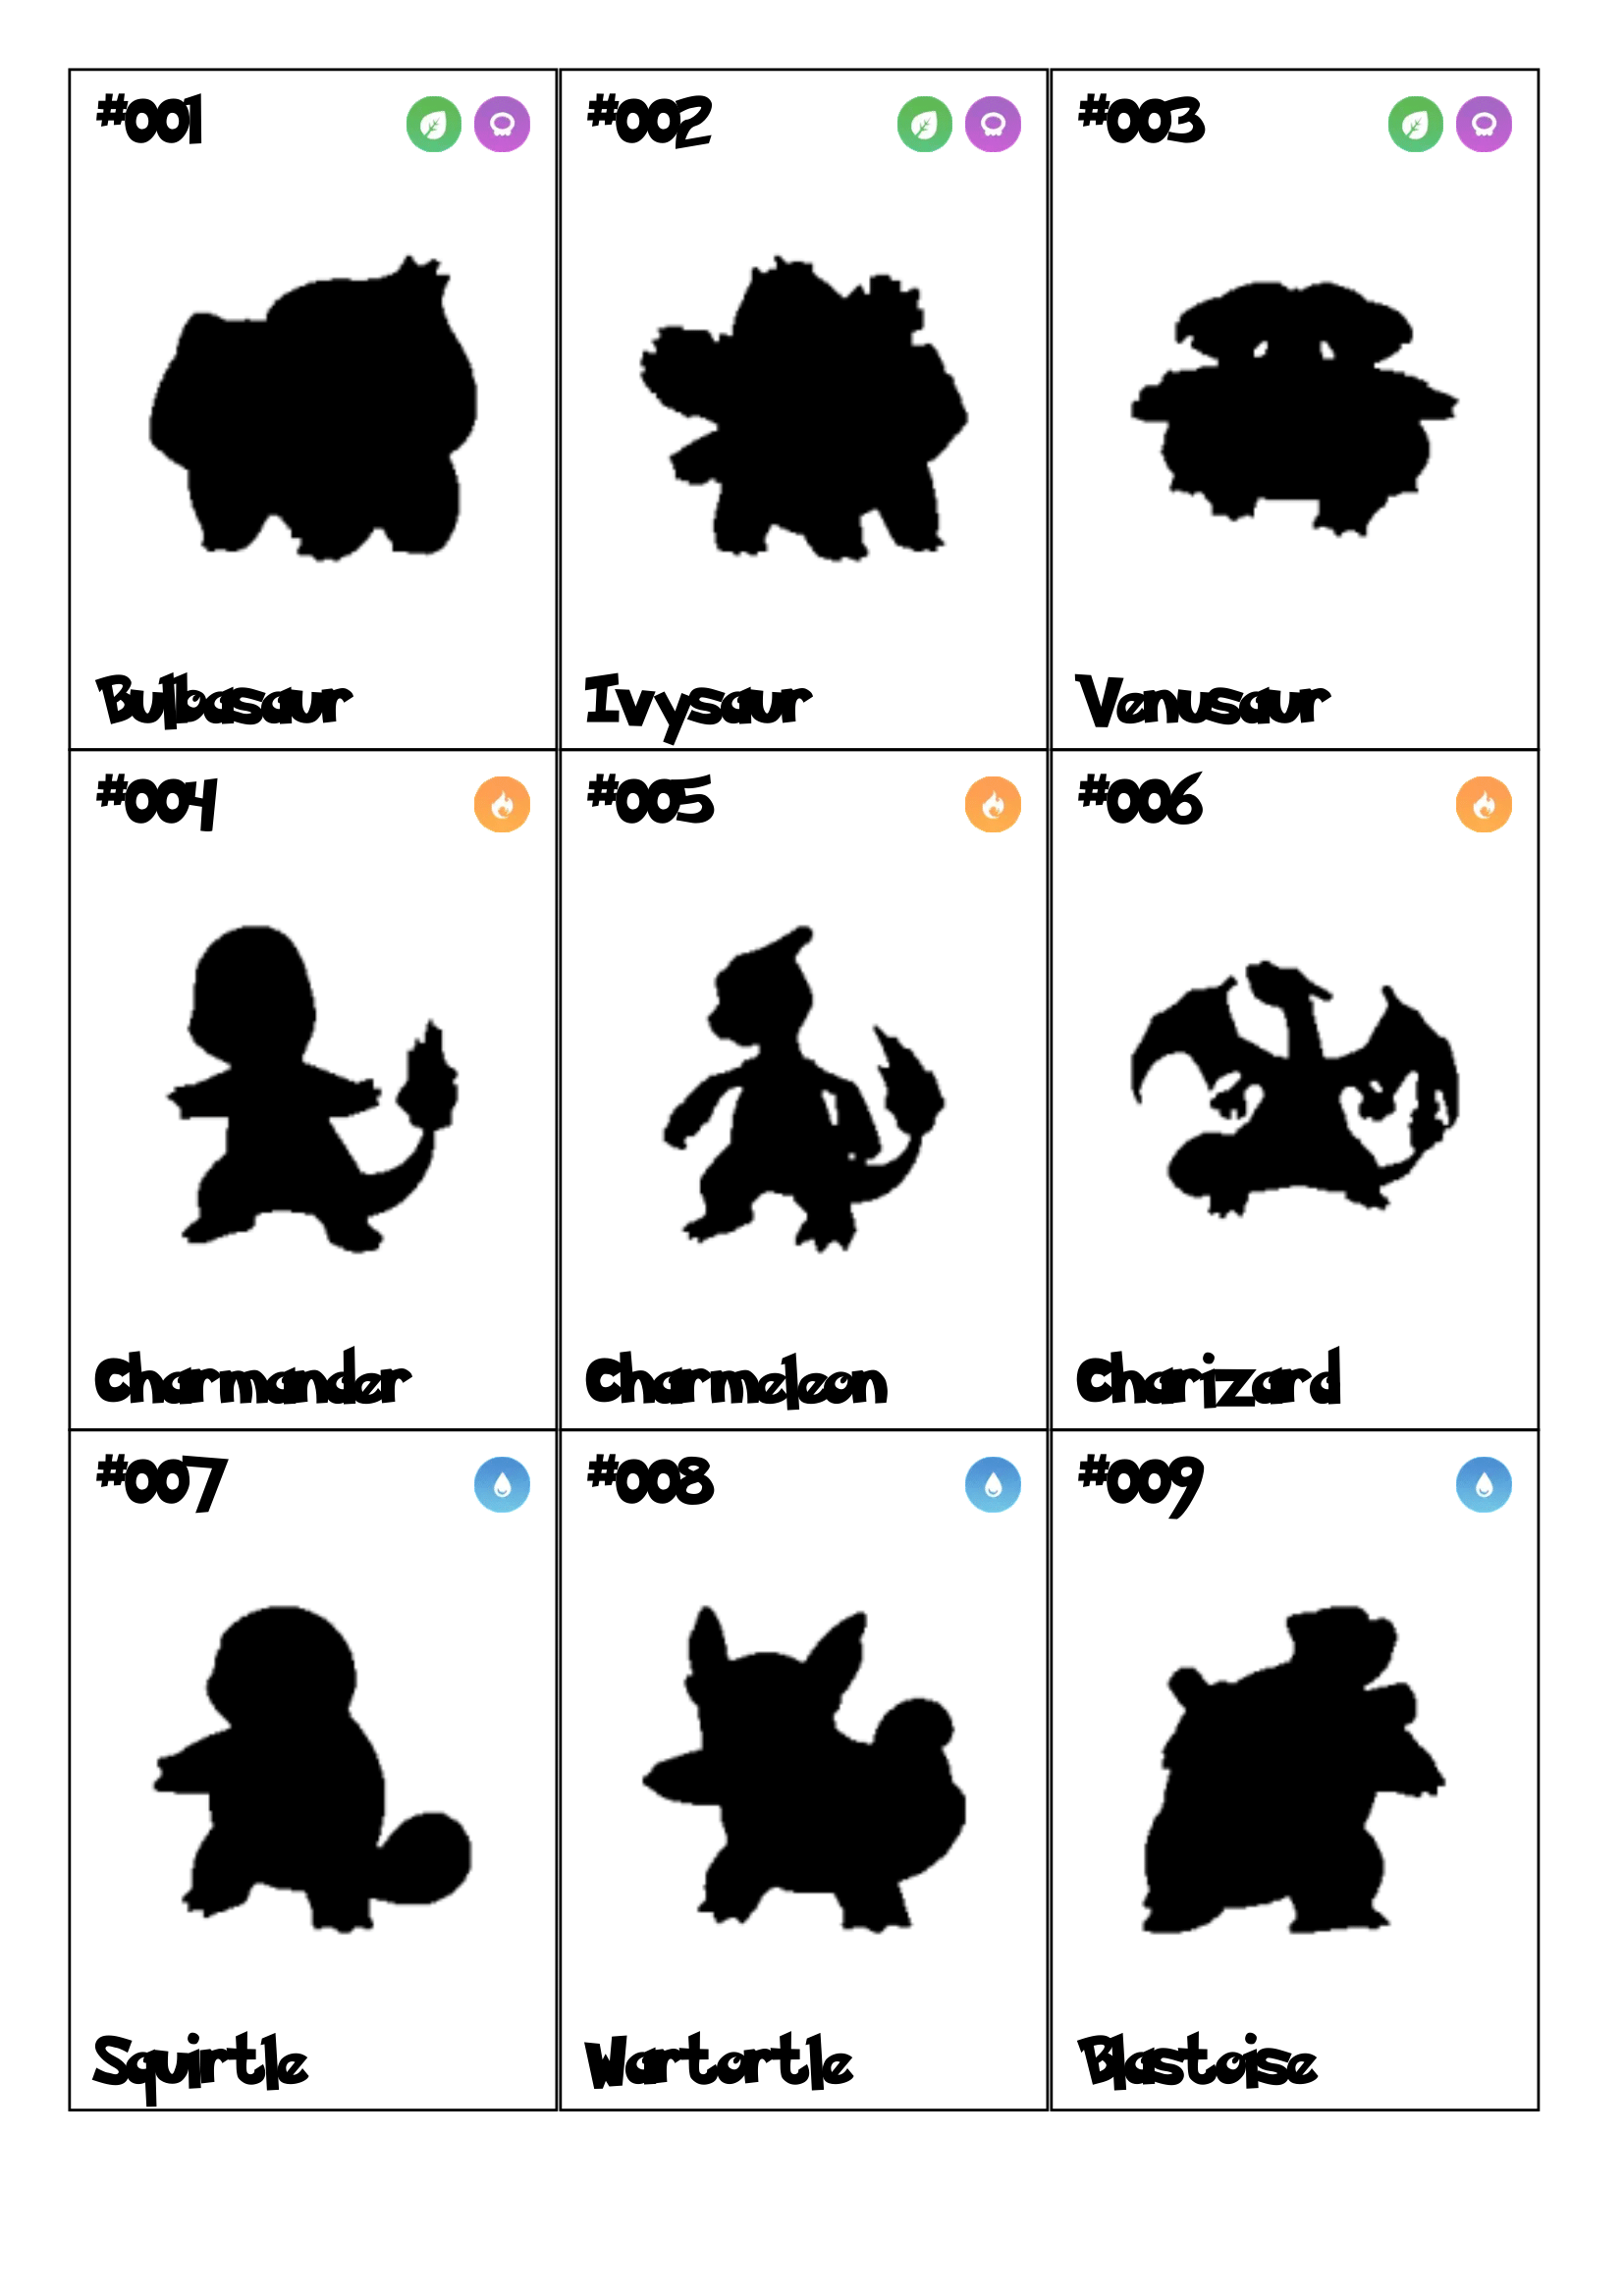 #001
#002
#003
Bulbasaur
Ivysaur
Venusaur
#004
#005
#006
Charmander
Charmeleon
Charizard
#007
#008
#009
Squirtle
Wartortle
Blastoise